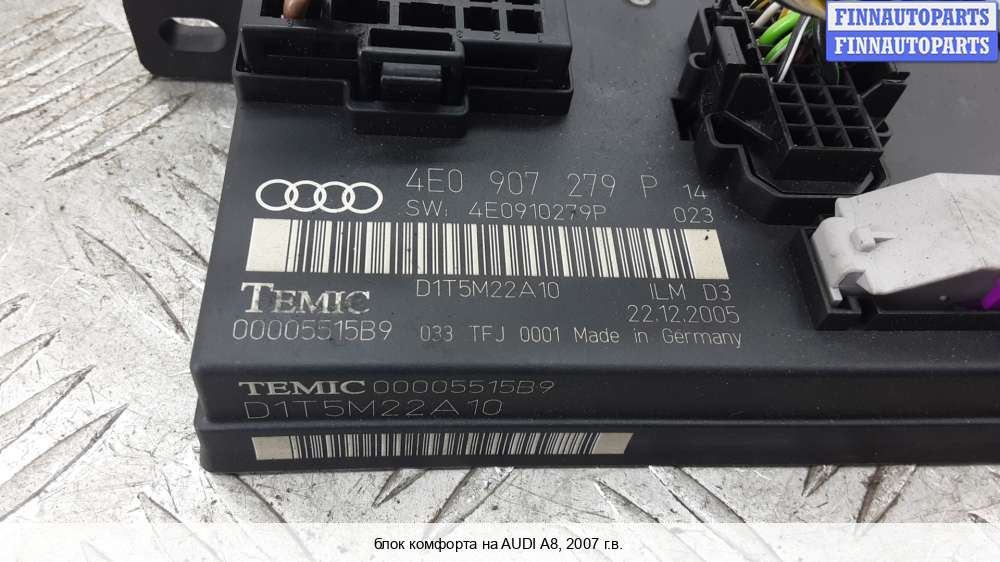 FINNAUTOPARTS
FINNAUTOPARTS
4E0 907 279 P 14
SW: 4E0910279P 023
D1T5M22A10 ILM D3
TEMIC 22.12.2005
00005515B9 033 TFJ 0001 Made in Germany
TEMIC 00005515B9
D1T5M22A10
блок комфорта на AUDI A8, 2007 г.в.